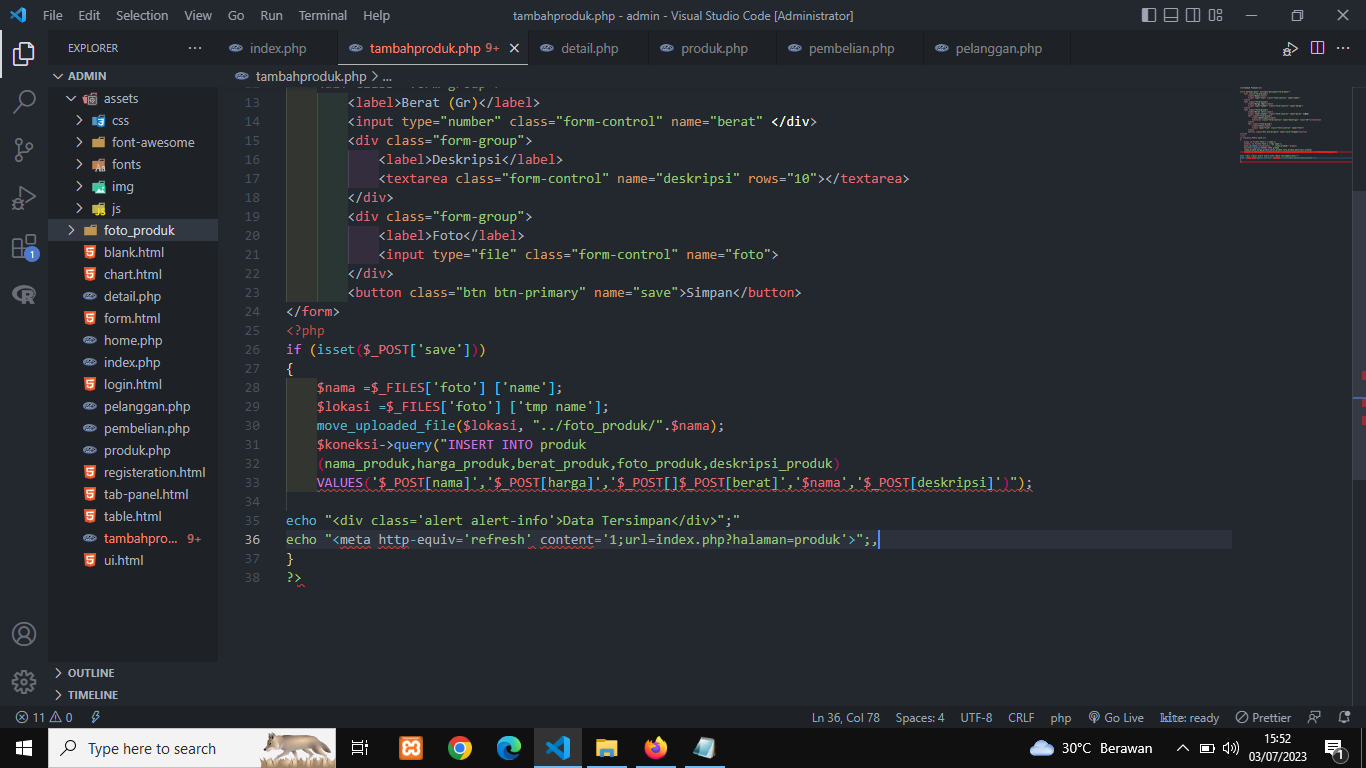 File Edit Selection View Go Run Terminal Help
tambahproduk.php - admin - Visual Studio Code [Administrator]
EXPLORER
index.php
tambahproduk.php 9+
detail.php
produk.php
pembelian.php
pelanggan.php
ADMIN
tambahproduk.php > ...
assets
css
font-awesome
fonts
img
js
foto_produk
blank.html
chart.html
detail.php
form.html
home.php
index.php
login.html
pelanggan.php
pembelian.php
produk.php
registeration.html
tab-panel.html
table.html
tambahpro... 9+
ui.html
OUTLINE
TIMELINE
1
13 <label>Berat (Gr)</label>
14 <input type="number" class="form-control" name="berat" </div>
15 <div class="form-group">
16 <label>Deskripsi</label>
17 <textarea class="form-control" name="deskripsi" rows="10"></textarea>
18 </div>
19 <div class="form-group">
20 <label>Foto</label>
21 <input type="file" class="form-control" name="foto">
22 </div>
23 <button class="btn btn-primary" name="save">Simpan</button>
24 </form>
25 <?php
26 if (isset($_POST['save']))
27 {
28 $nama =$_FILES['foto'] ['name'];
29 $lokasi =$_FILES['foto'] ['tmp name'];
30 move_uploaded_file($lokasi, "../foto_produk/".$nama);
31 $koneksi->query("INSERT INTO produk
32 (nama_produk,harga_produk,berat_produk,foto_produk,deskripsi_produk)
33 VALUES('$_POST[nama]','$_POST[harga]','$_POST[]$_POST[berat]','$nama','$_POST[deskripsi]')");
34
35 echo "<div class='alert alert-info'>Data Tersimpan</div>";"
36 echo "<meta http-equiv='refresh' content='1;url=index.php?halaman=produk'>";,
37 }
38 ?>
11 0
Ln 36, Col 78 Spaces: 4 UTF-8 CRLF php Go Live kite: ready Prettier
Type here to search
30°C Berawan
15:52
03/07/2023
1